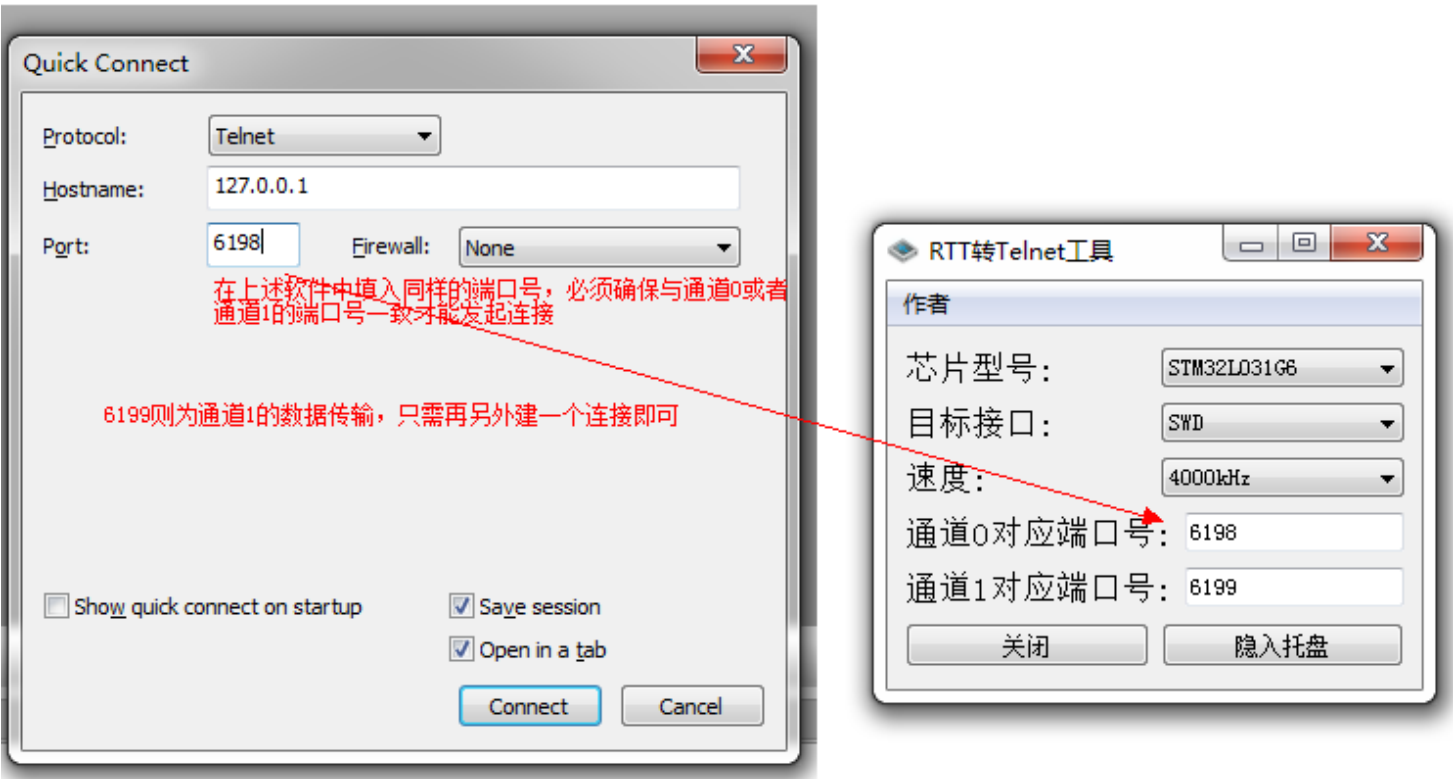 Quick Connect
Protocol:
Telnet
Hostname:
127.0.0.1
Port:
6198
Firewall:
None
在上述软件中填入同样的端口号，必须确保与通道0或者
通道1的端口号一致才能发起连接
6199则为通道1的数据传输，只需再另外建一个连接即可
Show quick connect on startup
Save session
Open in a tab
Connect
Cancel
RTT转Telnet工具
作者
芯片型号:
STM32L031G6
目标接口:
SWD
速度:
4000kHz
通道0对应端口号:
6198
通道1对应端口号:
6199
关闭
隐入托盘